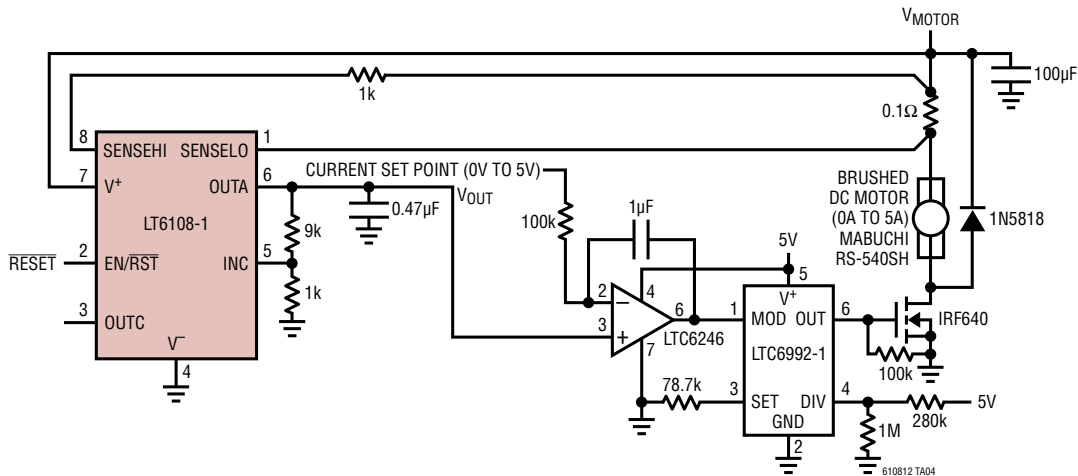 V_MOTOR
100µF
1k
0.1Ω
8
SENSEHI
SENSELO
1
7
V+
OUTA
6
CURRENT SET POINT (0V TO 5V)
V_OUT
LT6108-1
0.47µF
9k
100k
1µF
BRUSHED
DC MOTOR
(0A TO 5A)
MABUCHI
RS-540SH
1N5818
RESET
2
EN/RST
INC
5
1k
3
OUTC
V−
4
5V
2
−
4
3
+
6
7
LTC6246
5
V+
1
MOD
OUT
6
LTC6992-1
IRF640
100k
78.7k
3
SET
DIV
4
280k
5V
GND
2
1M
610812 TA04